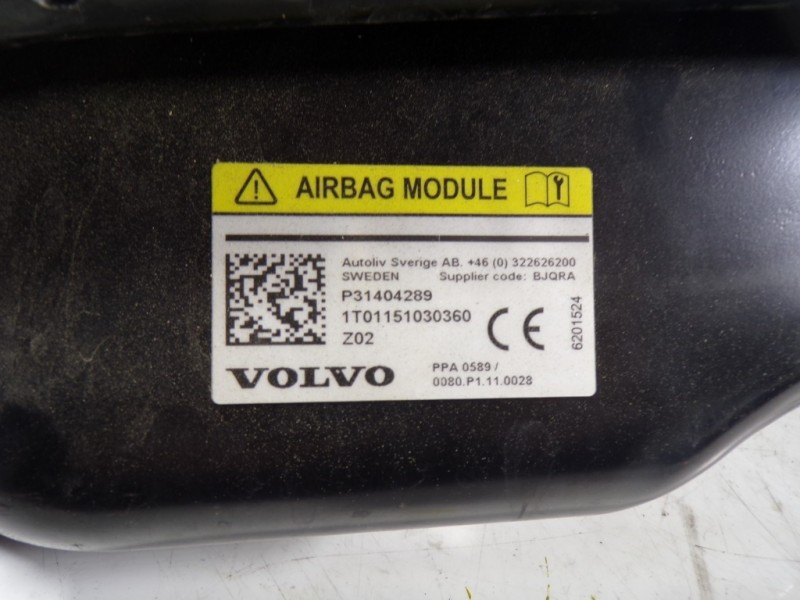 AIRBAG MODULE
Autoliv Sverige AB. +46 (0) 322626200
SWEDEN Supplier code: BJQRA
P31404289
1T01151030360
Z02
CE
6201524
VOLVO
PPA 0589 /
0080.P1.11.0028